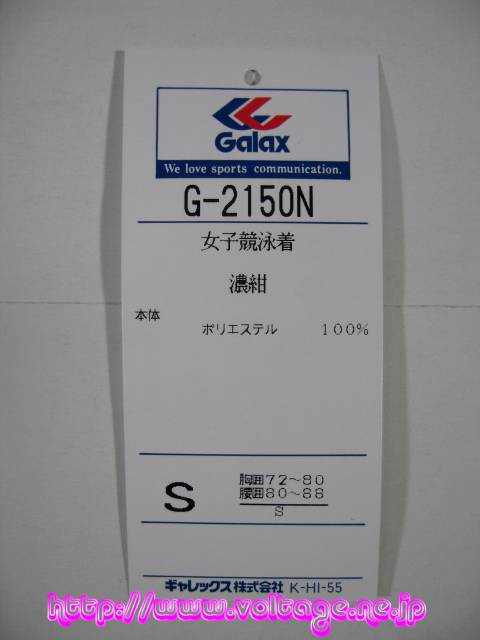 Galax
We love sports communication.
G-2150N
女子競泳着
濃紺
本体
ポリエステル 100%
S
胸囲72～80
腰囲80～88
S
ギャレックス株式会社 K-HI-55
http://www.voltage.ne.jp